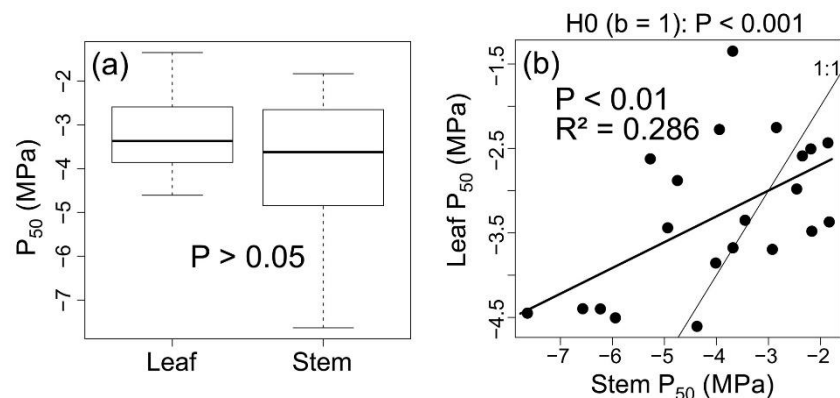 (a)
P50 (MPa)
−2
−3
−4
−5
−6
−7
P > 0.05
Leaf
Stem
H0 (b = 1): P < 0.001
(b)
1:1
P < 0.01
R² = 0.286
Leaf P50 (MPa)
−1.5
−2.5
−3.5
−4.5
−7
−6
−5
−4
−3
−2
Stem P50 (MPa)